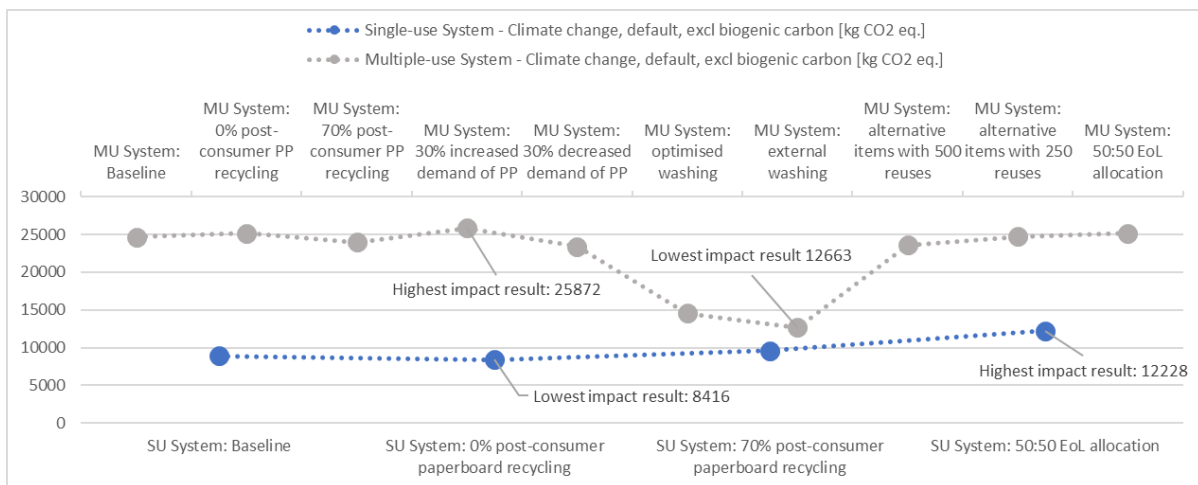 Single-use System - Climate change, default, excl biogenic carbon [kg CO2 eq.]
Multiple-use System - Climate change, default, excl biogenic carbon [kg CO2 eq.]
MU System:
Baseline
MU System:
0% post-
consumer PP
recycling
MU System:
70% post-
consumer PP
recycling
MU System:
30% increased
demand of PP
MU System:
30% decreased
demand of PP
MU System:
optimised
washing
MU System:
external
washing
MU System:
alternative
items with 500
reuses
MU System:
alternative
items with 250
reuses
MU System:
50:50 EoL
allocation
30000
25000
20000
15000
10000
5000
0
Highest impact result: 25872
Lowest impact result 12663
Lowest impact result: 8416
Highest impact result: 12228
SU System: Baseline
SU System: 0% post-consumer
paperboard recycling
SU System: 70% post-consumer
paperboard recycling
SU System: 50:50 EoL allocation